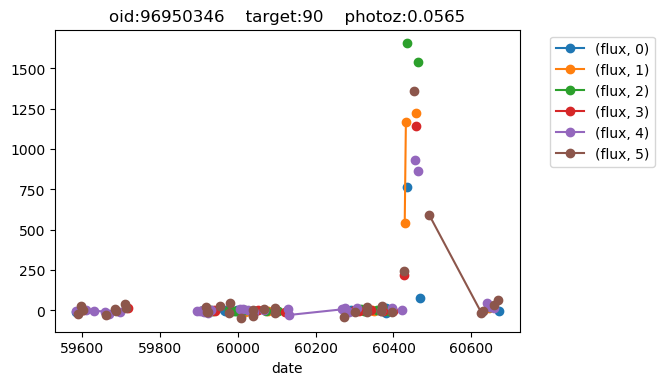 oid:96950346    target:90    photoz:0.0565
1500
1250
1000
750
500
250
0
59600 59800 60000 60200 60400 60600
date
(flux, 0)
(flux, 1)
(flux, 2)
(flux, 3)
(flux, 4)
(flux, 5)